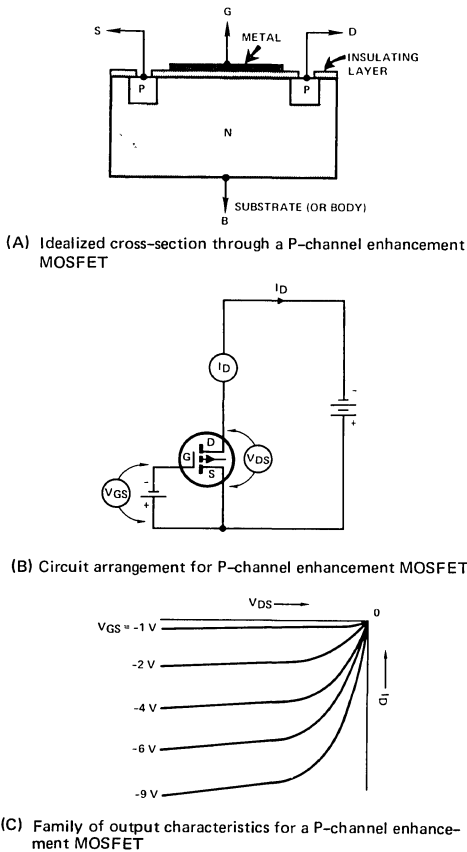 G
S
D
METAL
INSULATING
LAYER
P
P
N
SUBSTRATE (OR BODY)
B
(A) Idealized cross-section through a P-channel enhancement
MOSFET
ID
ID
-
+
D
G
S
VDS
VGS
-
+
(B) Circuit arrangement for P-channel enhancement MOSFET
VDS
0
VGS = -1 V
-2 V
ID
-4 V
-6 V
-9 V
(C) Family of output characteristics for a P-channel enhance-
ment MOSFET